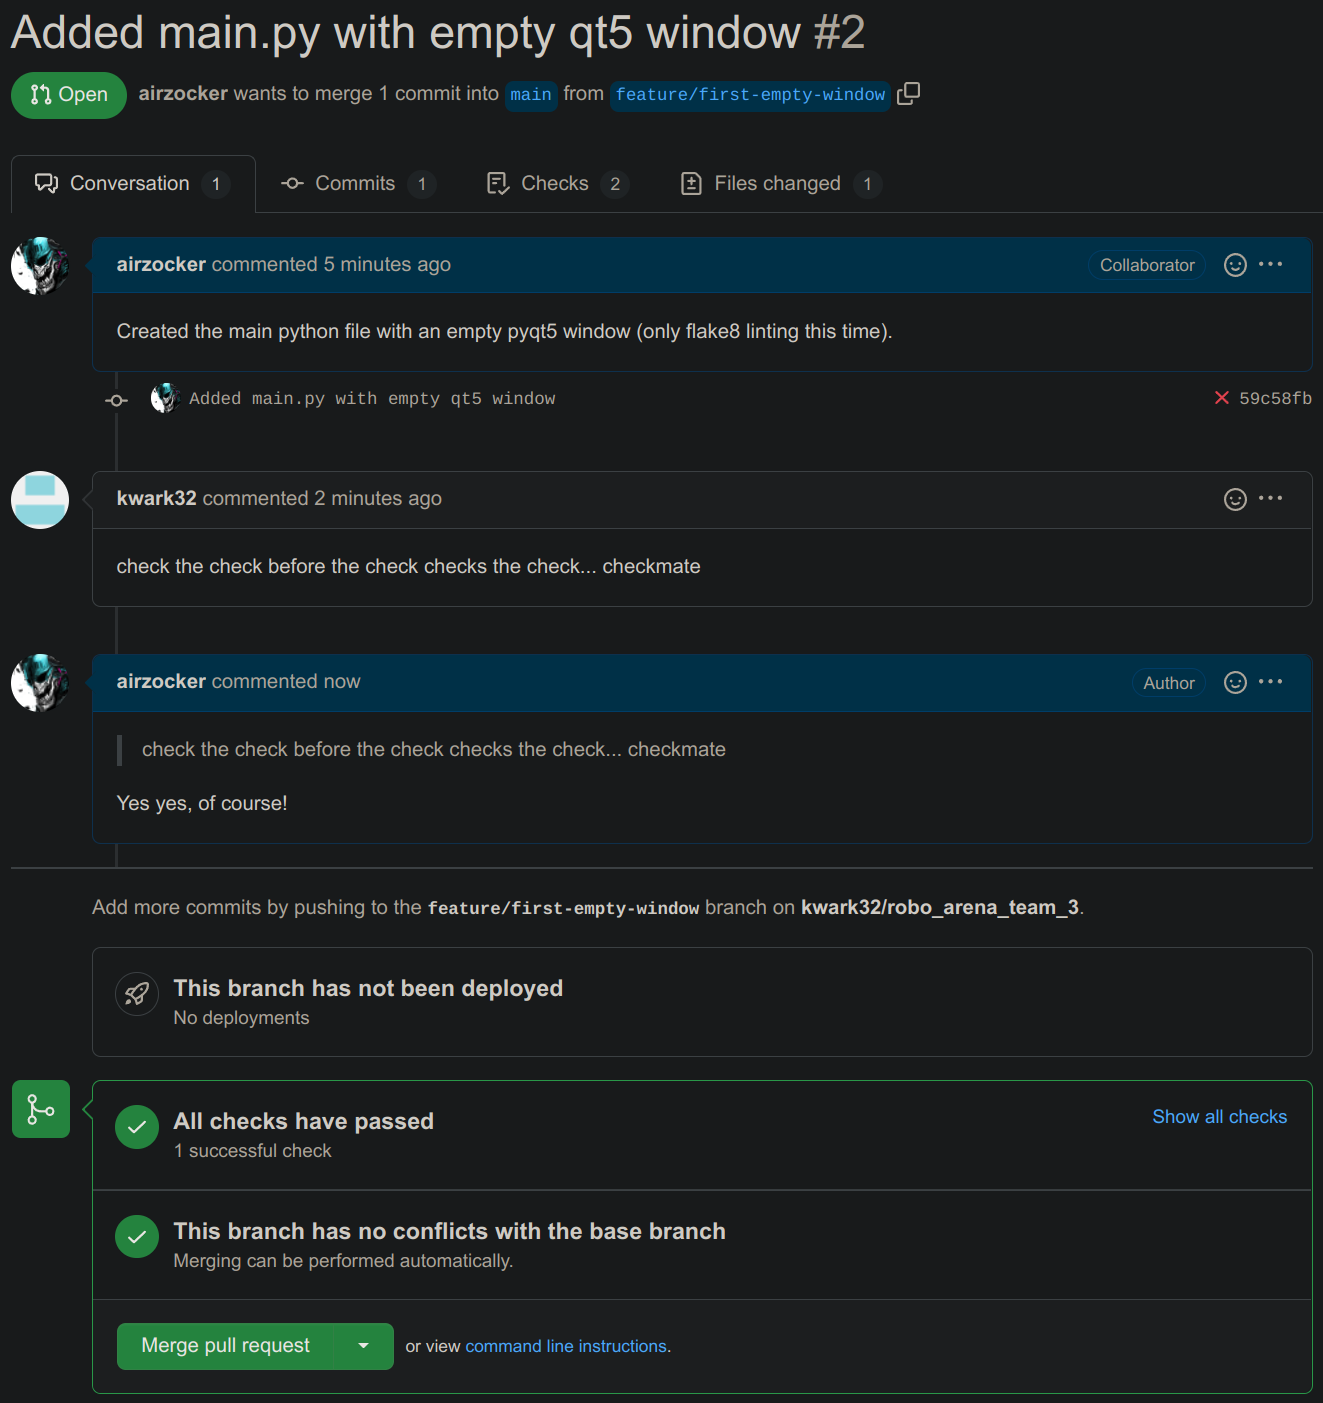 Added main.py with empty qt5 window #2
Open airzocker wants to merge 1 commit into main from feature/first-empty-window
Conversation 1 Commits 1 Checks 2 Files changed 1
airzocker commented 5 minutes ago Collaborator
Created the main python file with an empty pyqt5 window (only flake8 linting this time).
Added main.py with empty qt5 window 59c58fb
kwark32 commented 2 minutes ago
check the check before the check checks the check... checkmate
airzocker commented now Author
check the check before the check checks the check... checkmate
Yes yes, of course!
Add more commits by pushing to the feature/first-empty-window branch on kwark32/robo_arena_team_3.
This branch has not been deployed
No deployments
All checks have passed Show all checks
1 successful check
This branch has no conflicts with the base branch
Merging can be performed automatically.
Merge pull request or view command line instructions.